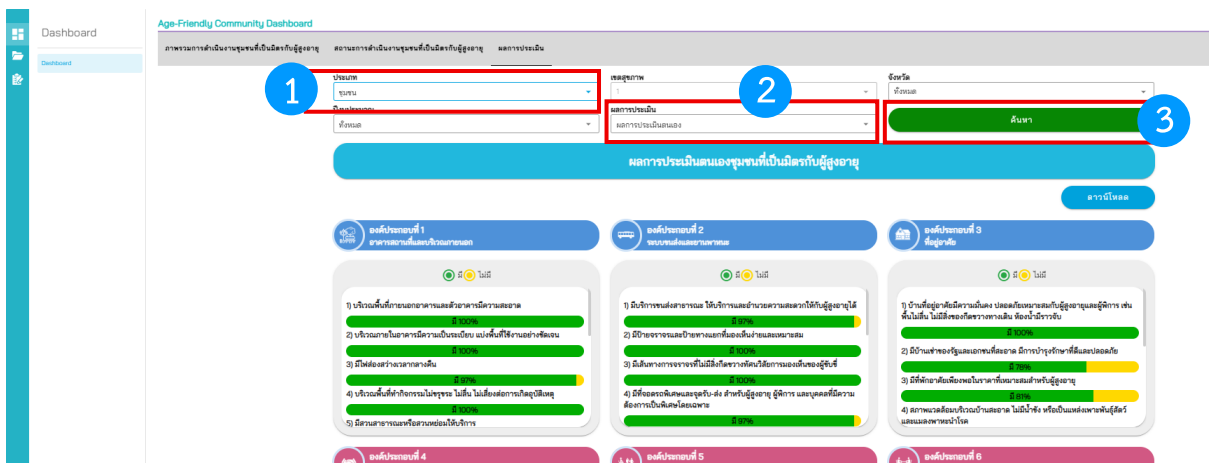 Age-Friendly Community Dashboard
Dashboard
Dashboard
ภาพรวมการดำเนินงานชุมชนที่เป็นมิตรกับผู้สูงอายุ สถานะการดำเนินงานชุมชนที่เป็นมิตรกับผู้สูงอายุ ผลการประเมิน
ประเภท เขตสุขภาพ จังหวัด
ชุมชน 1 ทั้งหมด
1 2 3
ปีงบประมาณ ผลการประเมิน
ทั้งหมด ผลการประเมินตนเอง ค้นหา
ผลการประเมินตนเองชุมชนที่เป็นมิตรกับผู้สูงอายุ
ดาวน์โหลด
องค์ประกอบที่ 1
อาคารสถานที่และบริเวณภายนอก
มี ไม่มี
1) บริเวณพื้นที่ภายนอกอาคารและตัวอาคารมีความสะอาด
มี 100%
2) บริเวณภายในอาคารมีความเป็นระเบียบ แบ่งพื้นที่ใช้งานอย่างชัดเจน
มี 100%
3) มีไฟส่องสว่างเวลากลางคืน
มี 97%
4) บริเวณพื้นที่ทำกิจกรรมไม่ขรุขระ ไม่ลื่น ไม่เสี่ยงต่อการเกิดอุบัติเหตุ
มี 100%
5) มีสวนสาธารณะหรือสวนหย่อมให้บริการ
องค์ประกอบที่ 2
ระบบขนส่งและยานพาหนะ
มี ไม่มี
1) มีบริการขนส่งสาธารณะ ให้บริการและอำนวยความสะดวกให้กับผู้สูงอายุได้
มี 97%
2) มีป้ายจราจรและป้ายทางแยกที่มองเห็นง่ายและเหมาะสม
มี 100%
3) มีเส้นทางการจราจรที่ไม่มีสิ่งกีดขวางทัศนวิสัยการมองเห็นของผู้ขับขี่
มี 100%
4) มีที่จอดรถพิเศษและจุดรับ-ส่ง สำหรับผู้สูงอายุ ผู้พิการ และบุคคลที่มีความ
ต้องการเป็นพิเศษโดยเฉพาะ
มี 97%
องค์ประกอบที่ 3
ที่อยู่อาศัย
มี ไม่มี
1) บ้านที่อยู่อาศัยมีความมั่นคง ปลอดภัยเหมาะสมกับผู้สูงอายุและผู้พิการ เช่น
พื้นไม่ลื่น ไม่มีสิ่งของกีดขวางทางเดิน ห้องน้ำมีราวจับ
มี 100%
2) มีบ้านเช่าของรัฐและเอกชนที่สะอาด มีการบำรุงรักษาที่ดีและปลอดภัย
มี 78%
3) มีที่พักอาศัยเพียงพอในราคาที่เหมาะสมสำหรับผู้สูงอายุ
มี 81%
4) สภาพแวดล้อมบริเวณบ้านสะอาด ไม่มีน้ำขัง หรือเป็นแหล่งเพาะพันธุ์สัตว์
และแมลงพาหะนำโรค
องค์ประกอบที่ 4 องค์ประกอบที่ 5 องค์ประกอบที่ 6